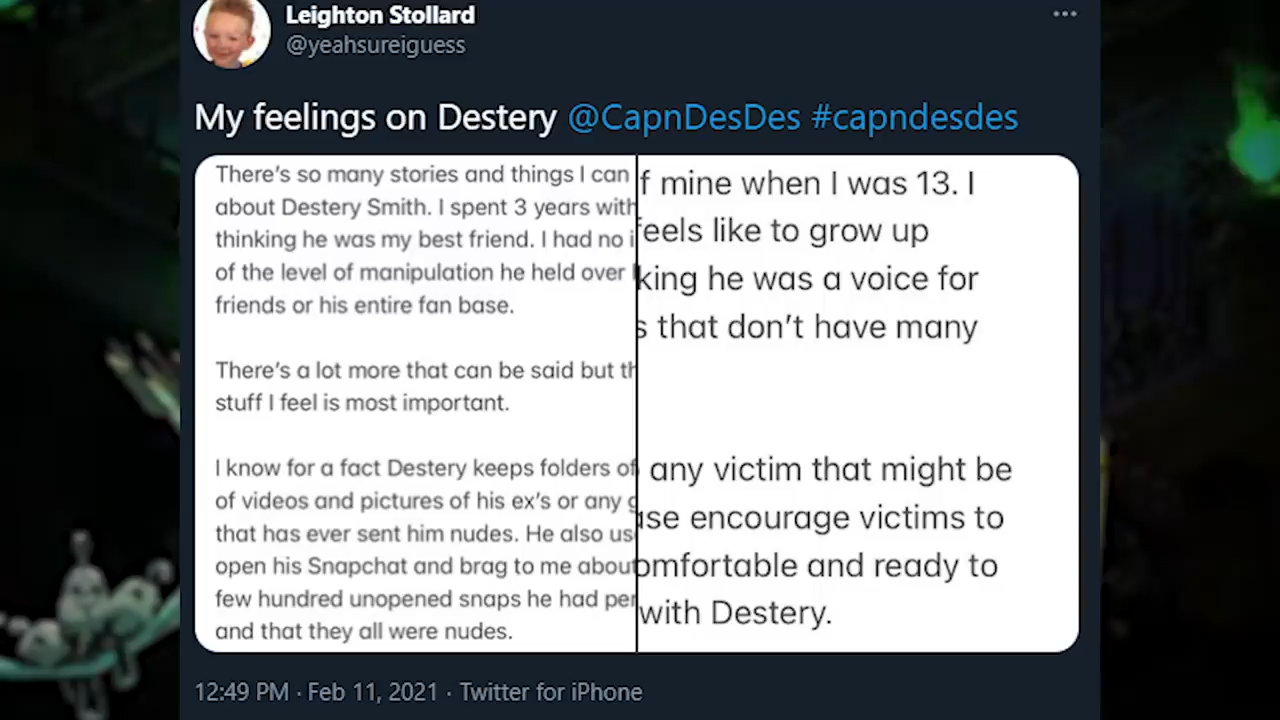 Leighton Stollard
@yeahsureiguess
My feelings on Destery @CapnDesDes #capndesdes
There's so many stories and things I can
about Destery Smith. I spent 3 years with
thinking he was my best friend. I had no
of the level of manipulation he held over
friends or his entire fan base.
There's a lot more that can be said but
stuff I feel is most important.
I know for a fact Destery keeps folders of
of videos and pictures of his ex's or any
that has ever sent him nudes. He also
open his Snapchat and brag to me about
few hundred unopened snaps he had
and that they all were nudes.
f mine when I was 13. I
feels like to grow up
king he was a voice for
s that don't have many
any victim that might be
encourage victims to
omfortable and ready to
with Destery.
12:49 PM · Feb 11, 2021 · Twitter for iPhone